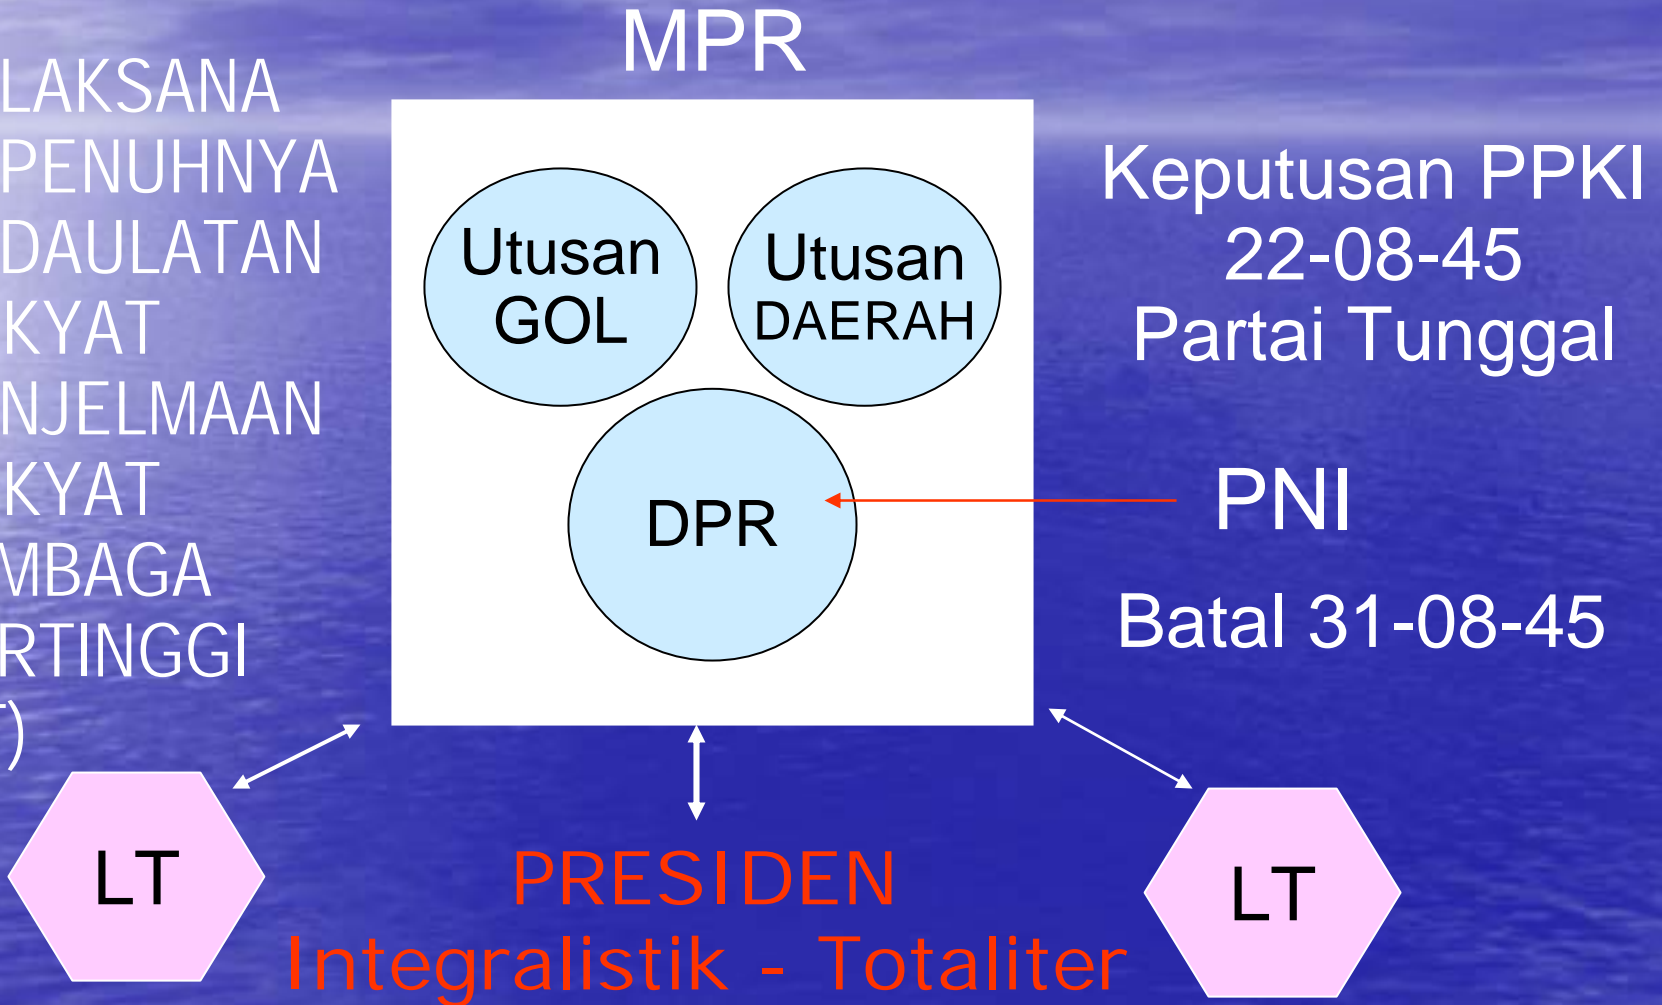 MPR
LAKSANA
PENUHNYA
DAULATAN
KYAT
NJELMAAN
KYAT
MBAGA
RTINGGI
)
Utusan
GOL
Utusan
DAERAH
DPR
Keputusan PPKI
22-08-45
Partai Tunggal
PNI
Batal 31-08-45
LT
PRESIDEN
Integralistik - Totaliter
LT